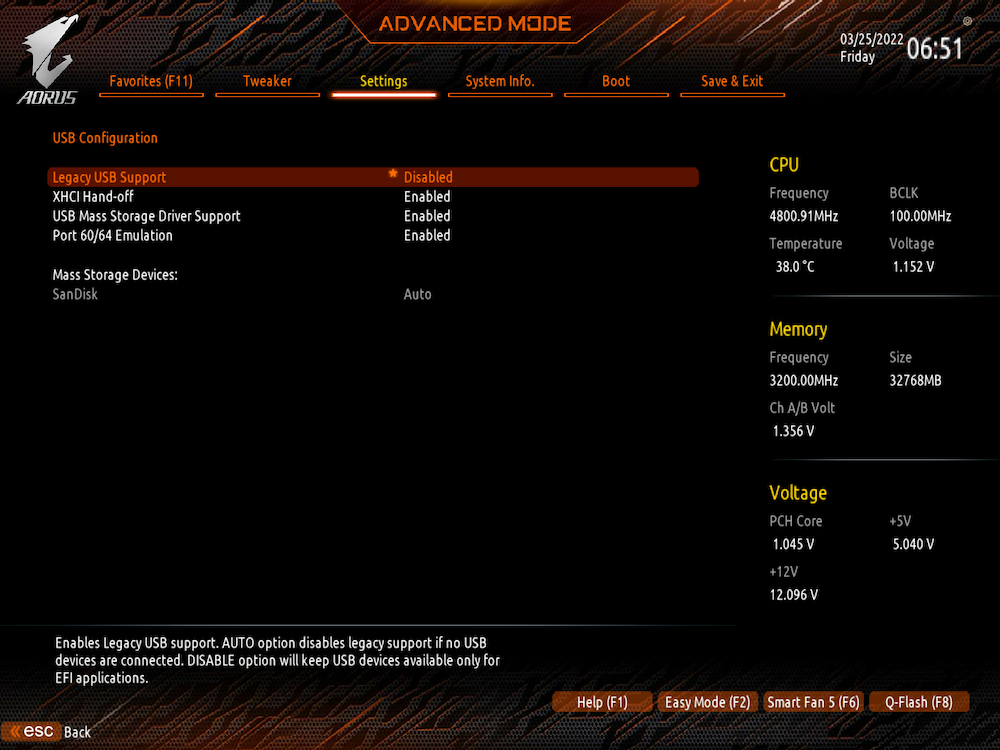 ADVANCED MODE
03/25/2022
Friday
06:51
AORUS
Favorites (F11) Tweaker Settings System Info. Boot Save & Exit
USB Configuration
Legacy USB Support * Disabled
XHCI Hand-off Enabled
USB Mass Storage Driver Support Enabled
Port 60/64 Emulation Enabled
Mass Storage Devices:
SanDisk Auto
CPU
Frequency BCLK
4800.91MHz 100.00MHz
Temperature Voltage
38.0 °C 1.152 V
Memory
Frequency Size
3200.00MHz 32768MB
Ch A/B Volt
1.356 V
Voltage
PCH Core +5V
1.045 V 5.040 V
+12V
12.096 V
Enables Legacy USB support. AUTO option disables legacy support if no USB
devices are connected. DISABLE option will keep USB devices available only for
EFI applications.
Help (F1) Easy Mode (F2) Smart Fan 5 (F6) Q-Flash (F8)
« esc Back